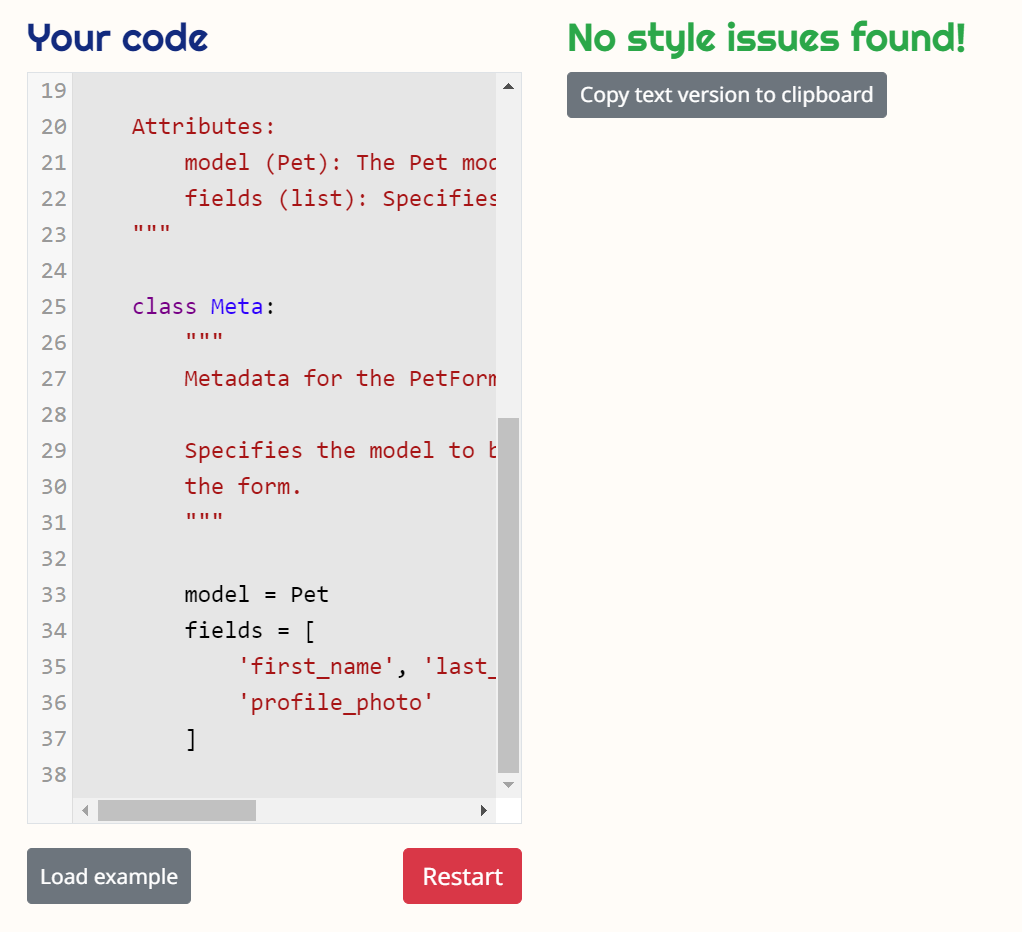 Your code
No style issues found!
Copy text version to clipboard
19
20 Attributes:
21 model (Pet): The Pet
22 fields (list): Specifies
23 """
24
25 class Meta:
26 """
27 Metadata for the PetForm
28
29 Specifies the model to
30 the form.
31 """
32
33 model = Pet
34 fields = [
35 'first_name', 'last_
36 'profile_photo'
37 ]
38
Load example
Restart